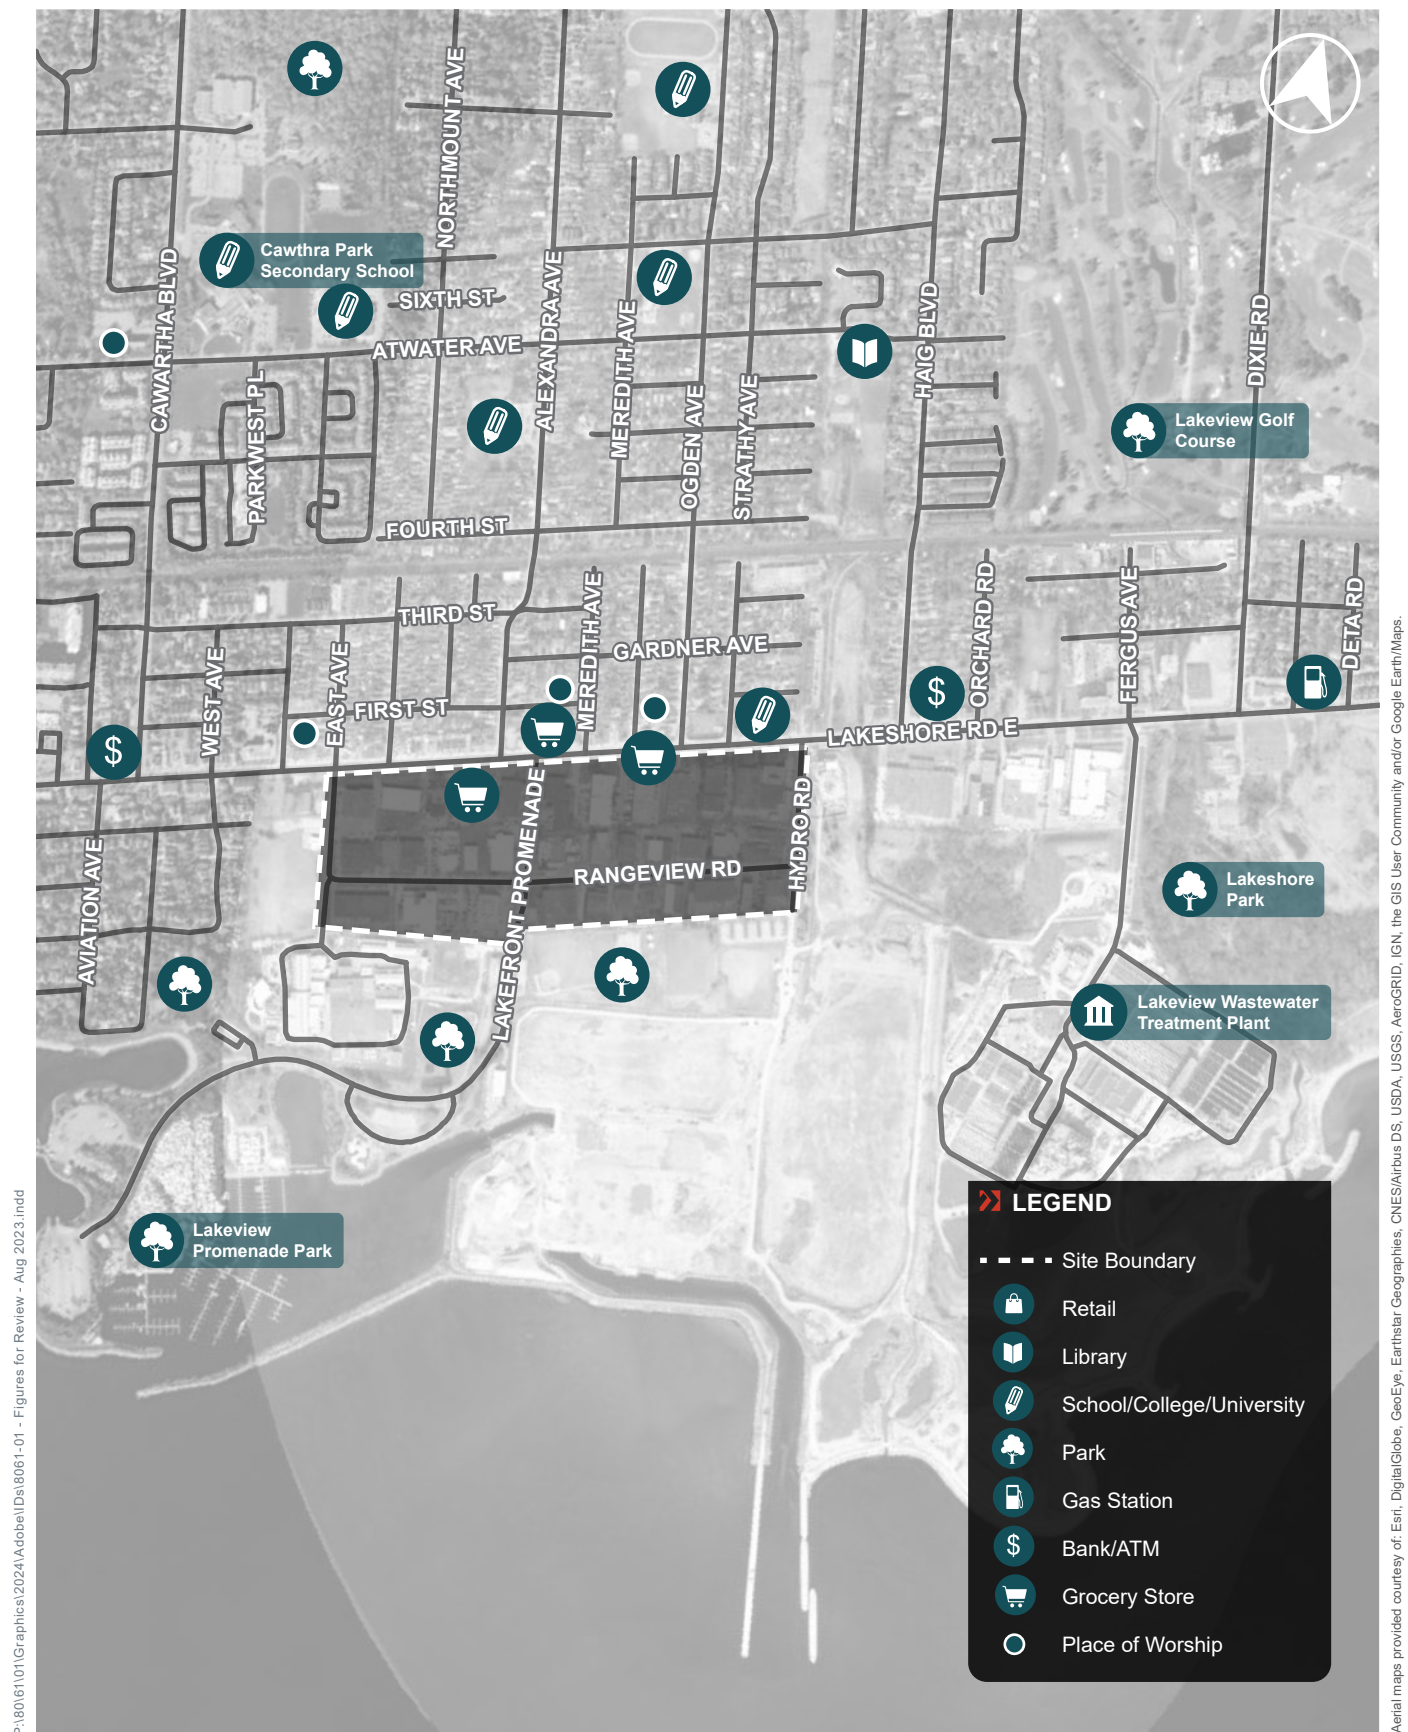 NORTHMOUNT AVE
Cawthra Park
Secondary School
CAWARTHA BLVD
SIXTH ST
ALEXANDRA AVE
MEREDITH AVE
ATWATER AVE
HAIG BLVD
DIXIE RD
PARKWEST PL
OGDEN AVE
STRATHY AVE
Lakeview Golf
Course
FOURTH ST
THIRD ST
MEREDITH AVE
GARDNER AVE
ORCHARD RD
FERGUS AVE
DETA RD
WEST AVE
EAST AVE
FIRST ST
$
$
LAKESHORE RD E
LAKEFRONT PROMENADE
HYDRO RD
RANGEVIEW RD
AVIATION AVE
Lakeshore
Park
Lakeview Wastewater
Treatment Plant
Lakeview
Promenade Park
LEGEND
Site Boundary
Retail
Library
School/College/University
Park
Gas Station
$ Bank/ATM
Grocery Store
Place of Worship
P:\80\61\01\Graphics\2024\Adobe\IDs\8061-01 - Figures for Review - Aug 2023.indd
Aerial maps provided courtesy of: Esri, DigitalGlobe, GeoEye, Earthstar Geographies, CNES/Airbus DS, USDA, USGS, AeroGRID, IGN, the GIS User Community and/or Google Earth/Maps.